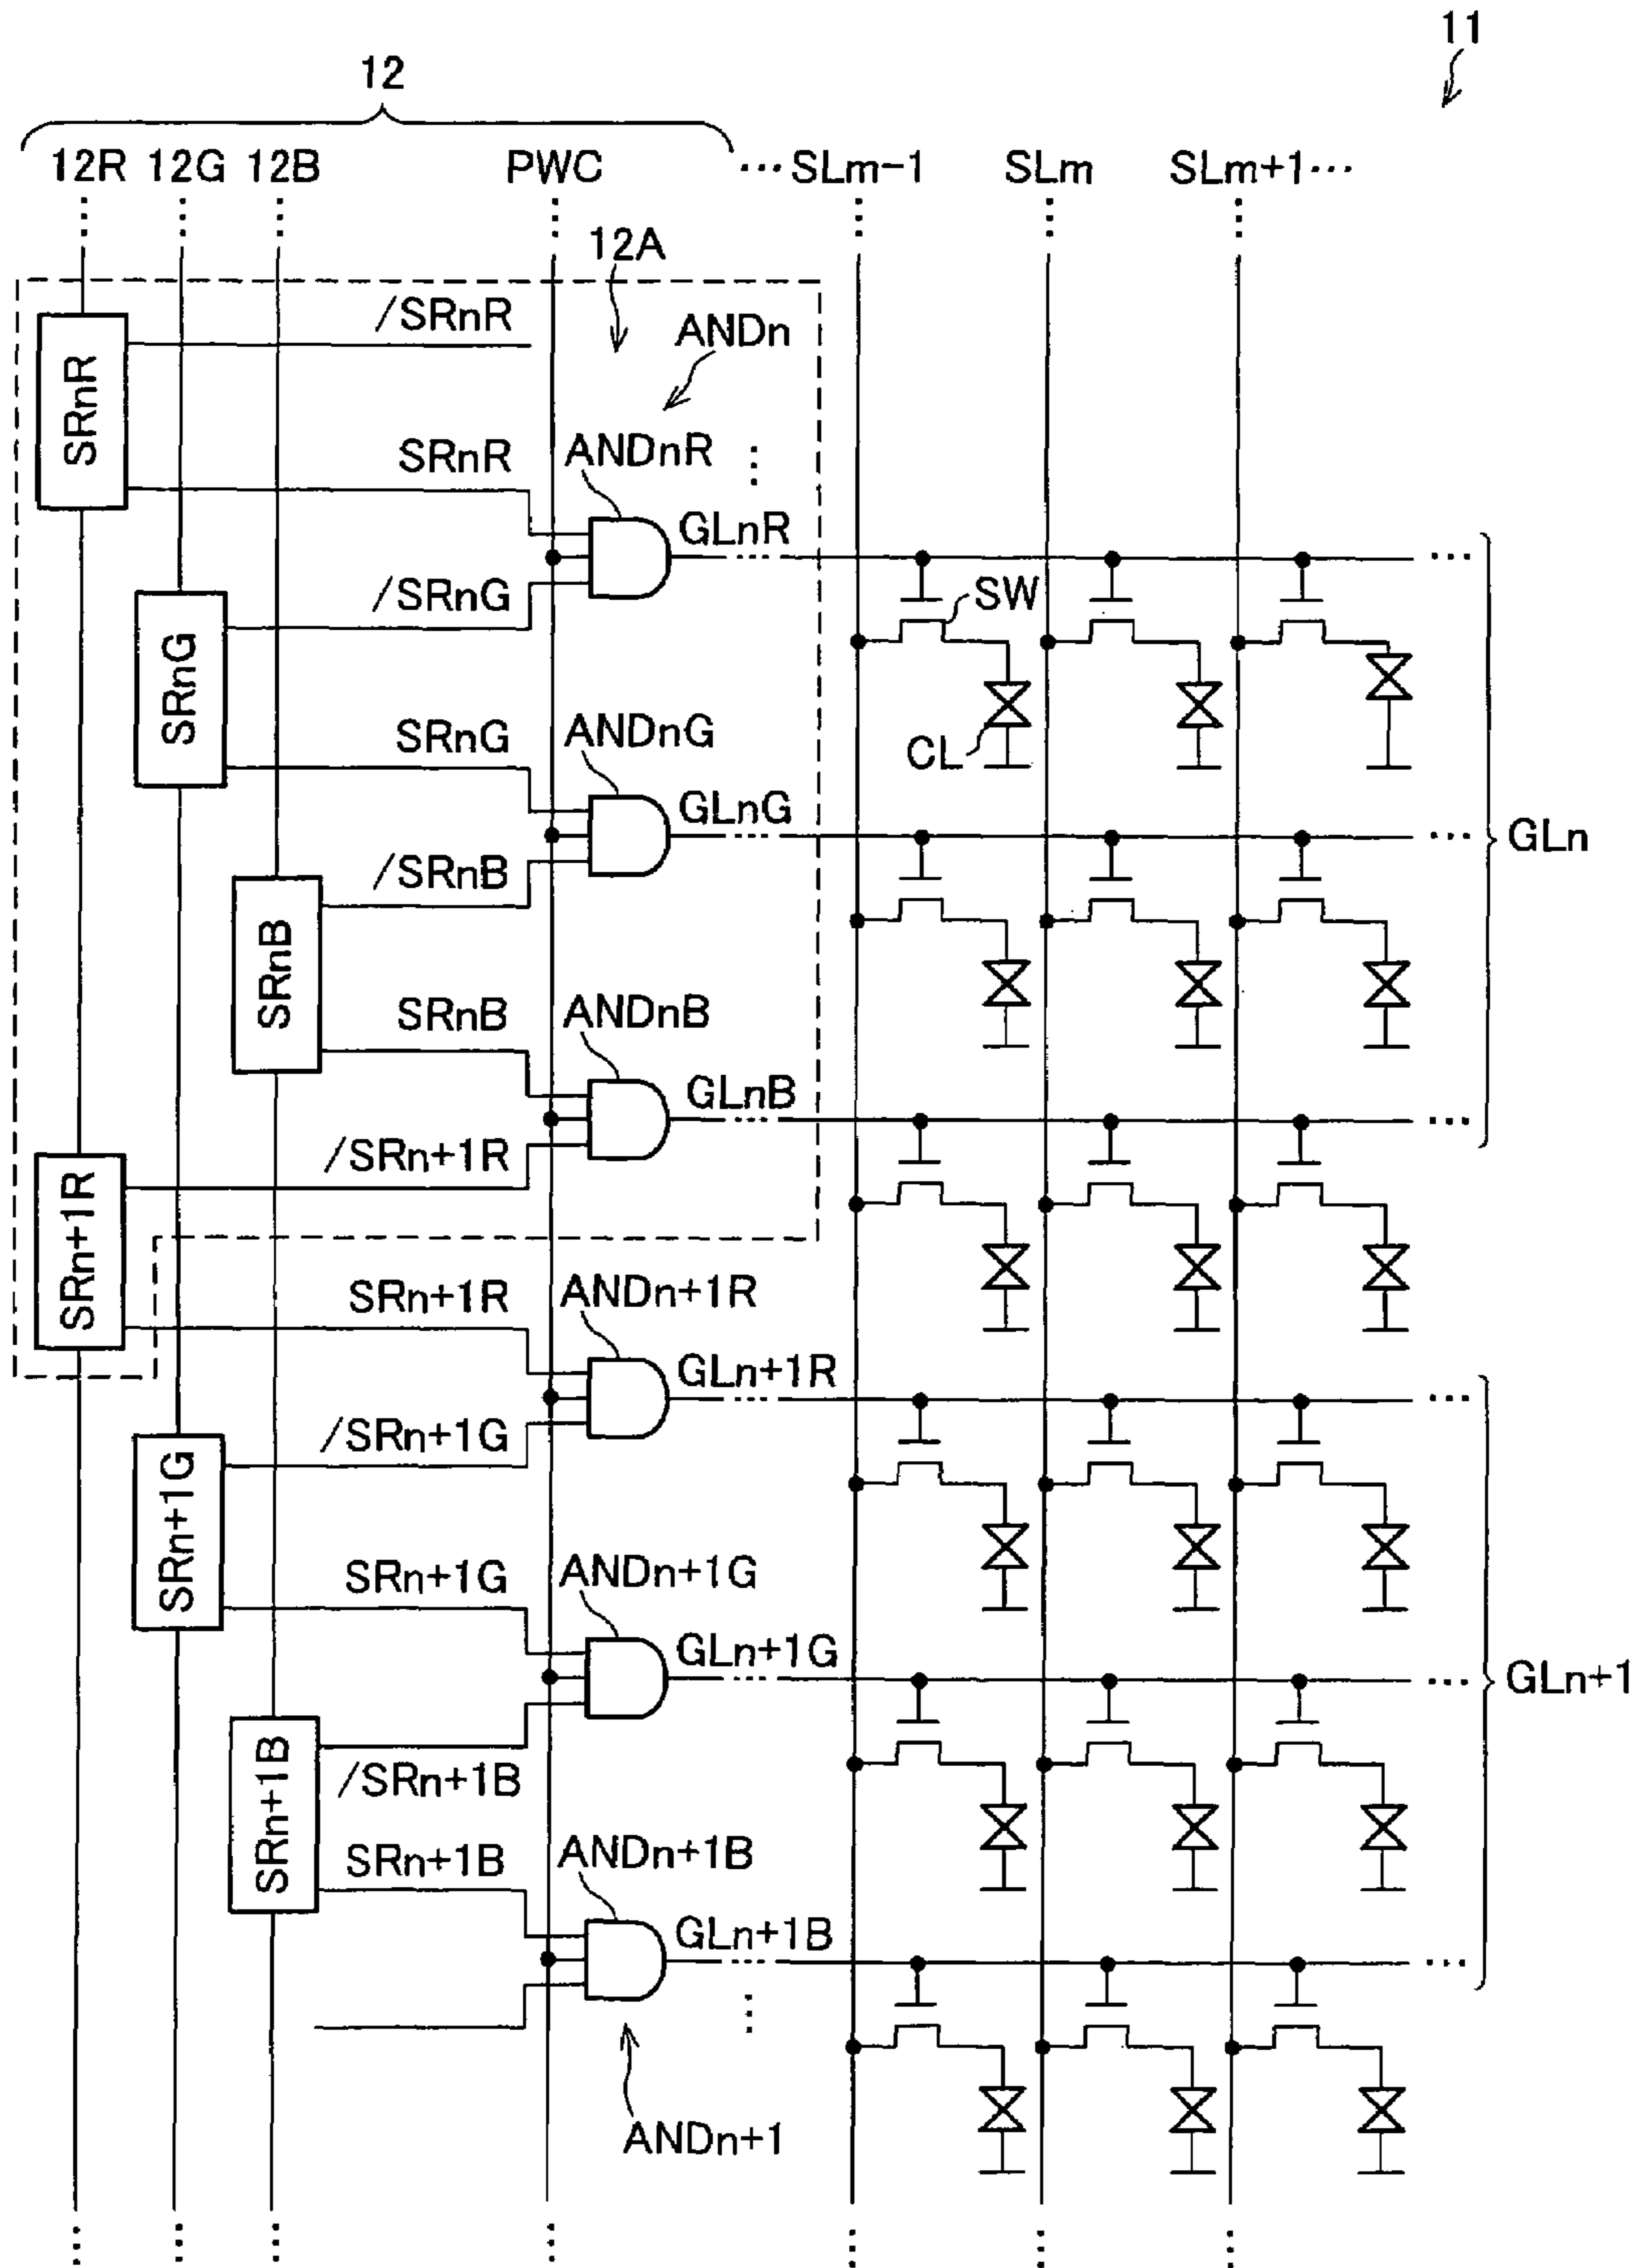 11
12
12R 12G 12B PWC ... SLm-1 SLm SLm+1...
12A
/SRnR
ANDn
SRnR
SRnR
ANDnR
GLnR
/SRnG
SW
SRnG
SRnG
ANDnG
CL
GLnG
GLn
/SRnB
SRnB
SRnB
ANDnB
GLnB
/SRn+1R
SRn+1R
SRn+1R
ANDn+1R
GLn+1R
/SRn+1G
SRn+1G
SRn+1G
ANDn+1G
GLn+1G
GLn+1
/SRn+1B
SRn+1B
SRn+1B
ANDn+1B
GLn+1B
ANDn+1